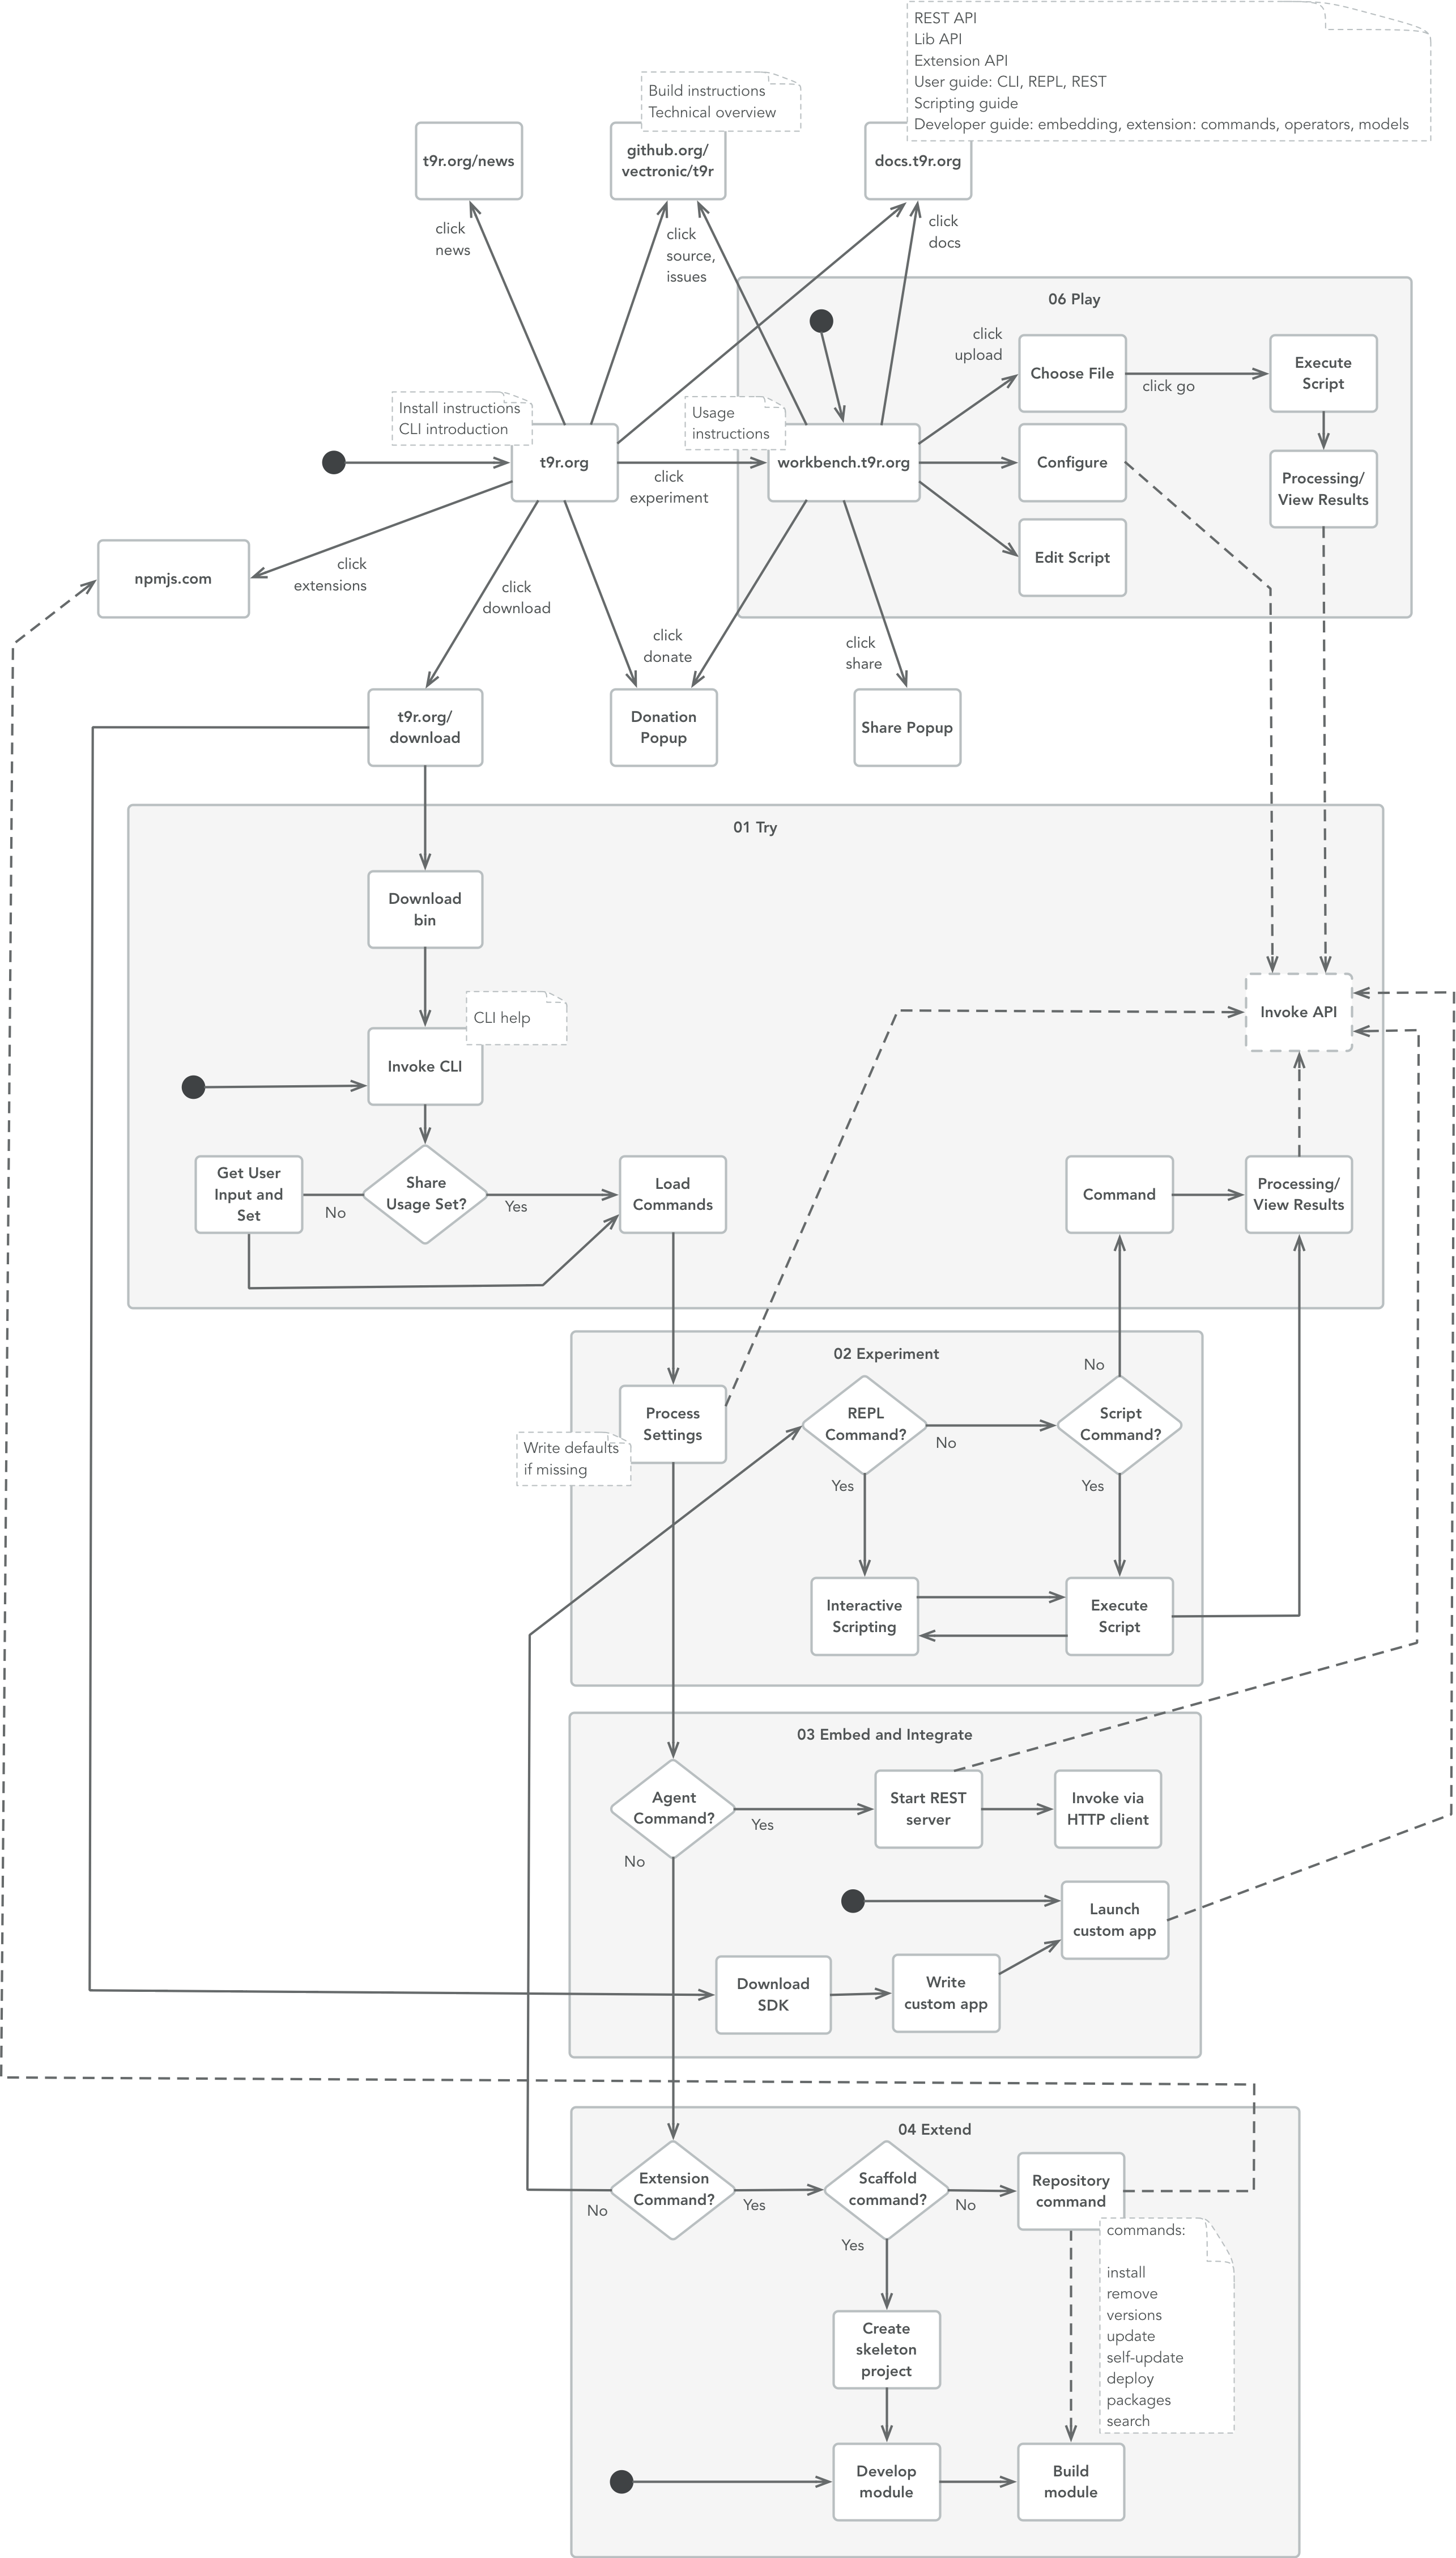 REST API
Lib API
Extension API
User guide: CLI, REPL, REST
Scripting guide
Developer guide: embedding, extension: commands, operators, models
Build instructions
Technical overview
t9r.org/news
github.org/
vectronic/t9r
docs.t9r.org
click
news
click
source,
issues
click
docs
06 Play
click
upload
Choose File
click go
Execute
Script
Install instructions
CLI introduction
Usage
instructions
t9r.org
click
experiment
workbench.t9r.org
Configure
Processing/
View Results
Edit Script
npmjs.com
click
extensions
click
download
click
donate
click
share
t9r.org/
download
Donation
Popup
Share Popup
01 Try
Download
bin
CLI help
Invoke API
Invoke CLI
Get User
Input and
Set
No
Share
Usage Set?
Yes
Load
Commands
Command
Processing/
View Results
02 Experiment
No
Process
Settings
Write defaults
if missing
REPL
Command?
No
Script
Command?
Yes
Yes
Interactive
Scripting
Execute
Script
03 Embed and Integrate
Agent
Command?
Yes
No
Start REST
server
Invoke via
HTTP client
Launch
custom app
Download
SDK
Write
custom app
04 Extend
Extension
Command?
No
Yes
Scaffold
command?
No
Yes
Repository
command
commands:
install
remove
versions
update
self-update
deploy
packages
search
Create
skeleton
project
Develop
module
Build
module